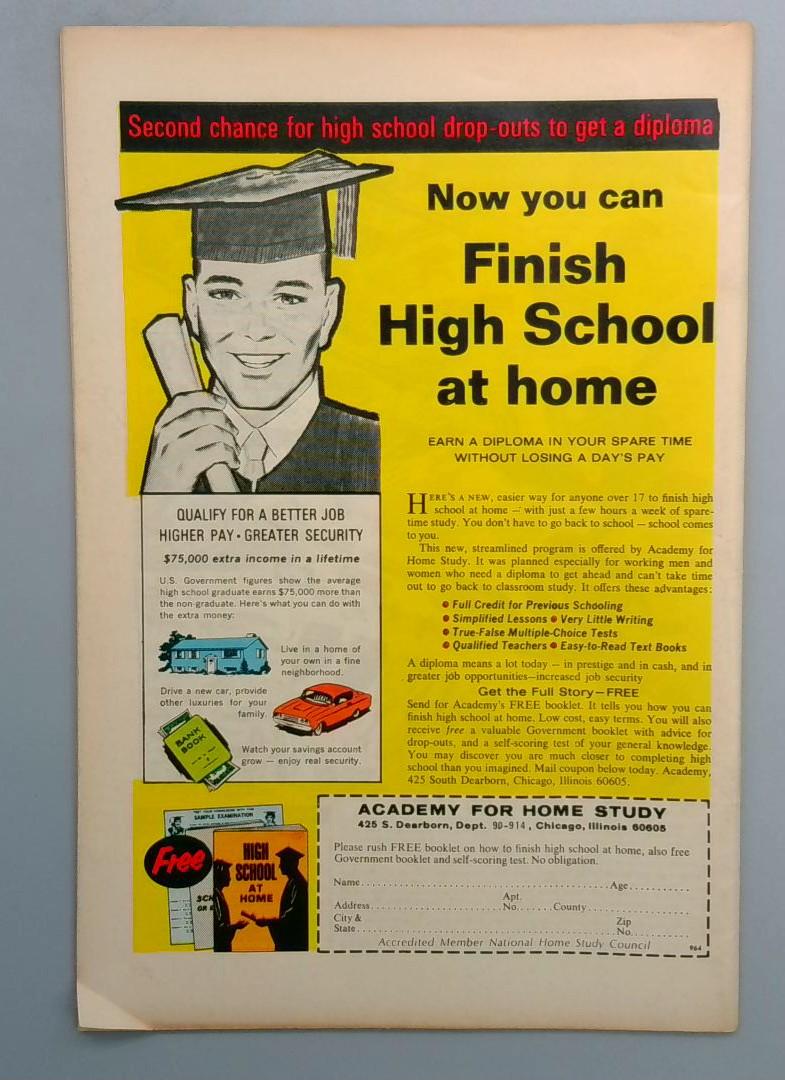 Second chance for high school drop-outs to get a diploma
Now you can
Finish
High School
at home
EARN A DIPLOMA IN YOUR SPARE TIME
WITHOUT LOSING A DAY'S PAY
QUALIFY FOR A BETTER JOB
HIGHER PAY • GREATER SECURITY
$75,000 extra income in a lifetime
U.S. Government figures show the average
high school graduate earns $75,000 more than
the non-graduate. Here's what you can do with
the extra money:
Live in a home of
your own in a fine
neighborhood.
Drive a new car, provide
other luxuries for your
family.
BANK
BOOK
Watch your savings account
grow — enjoy real security.
HERE'S A NEW, easier way for anyone over 17 to finish high
school at home — with just a few hours a week of spare-
time study. You don't have to go back to school — school comes
to you.
This new, streamlined program is offered by Academy for
Home Study. It was planned especially for working men and
women who need a diploma to get ahead and can't take time
out to go back to classroom study. It offers these advantages:
• Full Credit for Previous Schooling
• Simplified Lessons • Very Little Writing
• True-False Multiple-Choice Tests
• Qualified Teachers • Easy-to-Read Text Books
A diploma means a lot today — in prestige and in cash, and in
greater job opportunities—increased job security
Get the Full Story—FREE
Send for Academy's FREE booklet. It tells you how you can
finish high school at home. Low cost, easy terms. You will also
receive free a valuable Government booklet with advice for
drop-outs, and a self-scoring test of your general knowledge.
You may discover you are much closer to completing high
school than you imagined. Mail coupon below today. Academy,
425 South Dearborn, Chicago, Illinois 60605.
SAMPLE EXAMINATION
Free
HIGH
SCHOOL
AT
HOME
ACADEMY FOR HOME STUDY
425 S. Dearborn, Dept. 90-914, Chicago, Illinois 60605
Please rush FREE booklet on how to finish high school at home, also free
Government booklet and self-scoring test. No obligation.
Name Age
Apt.
Address No. County
City & Zip
State No.
Accredited Member National Home Study Council 964